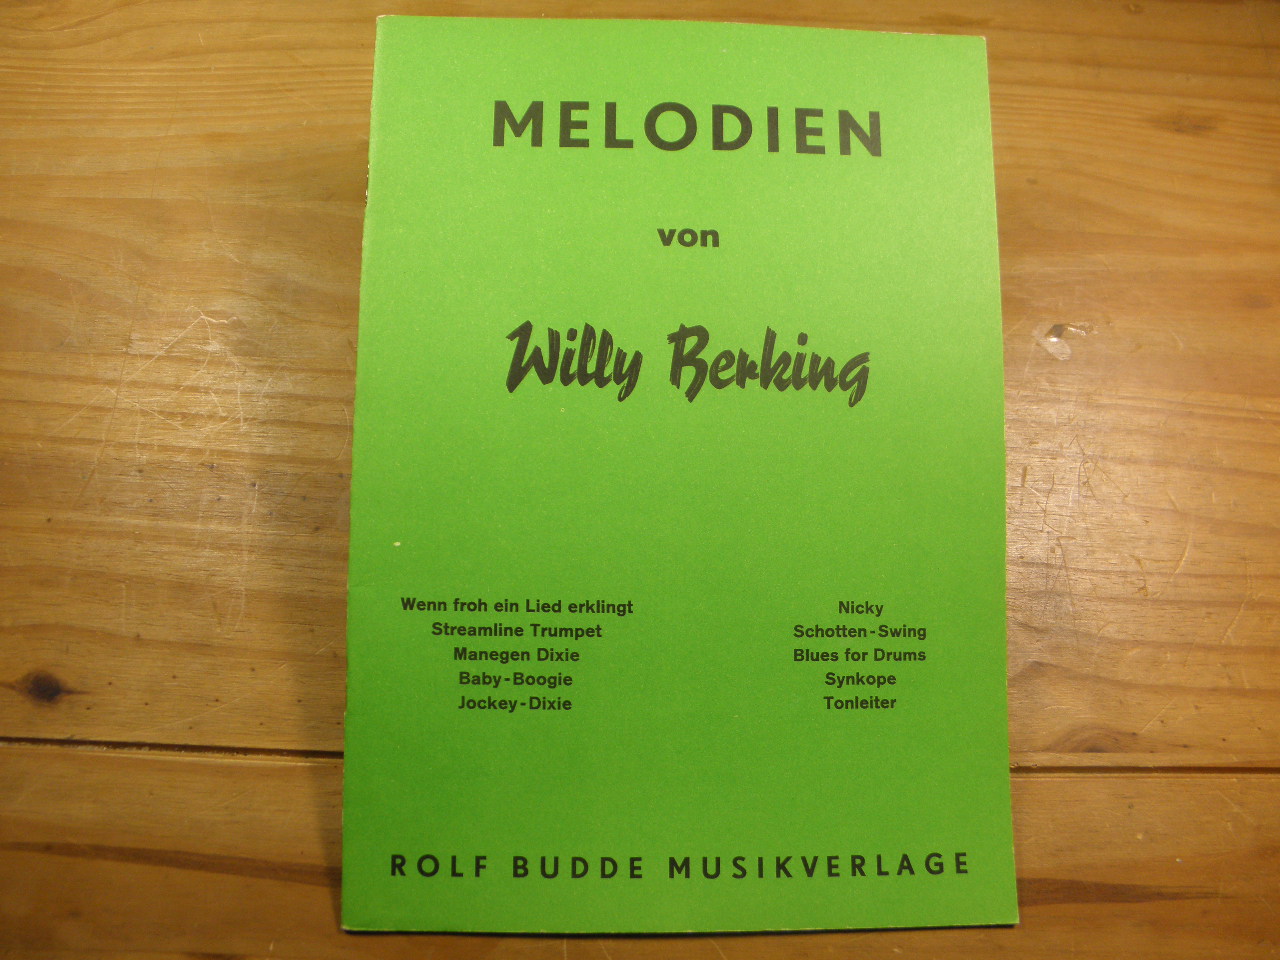 MELODIEN
von
Willy Berking
Wenn froh ein Lied erklingt
Streamline Trumpet
Manegen Dixie
Baby-Boogie
Jockey-Dixie
Nicky
Schotten-Swing
Blues for Drums
Synkope
Tonleiter
ROLF BUDDE MUSIKVERLAGE